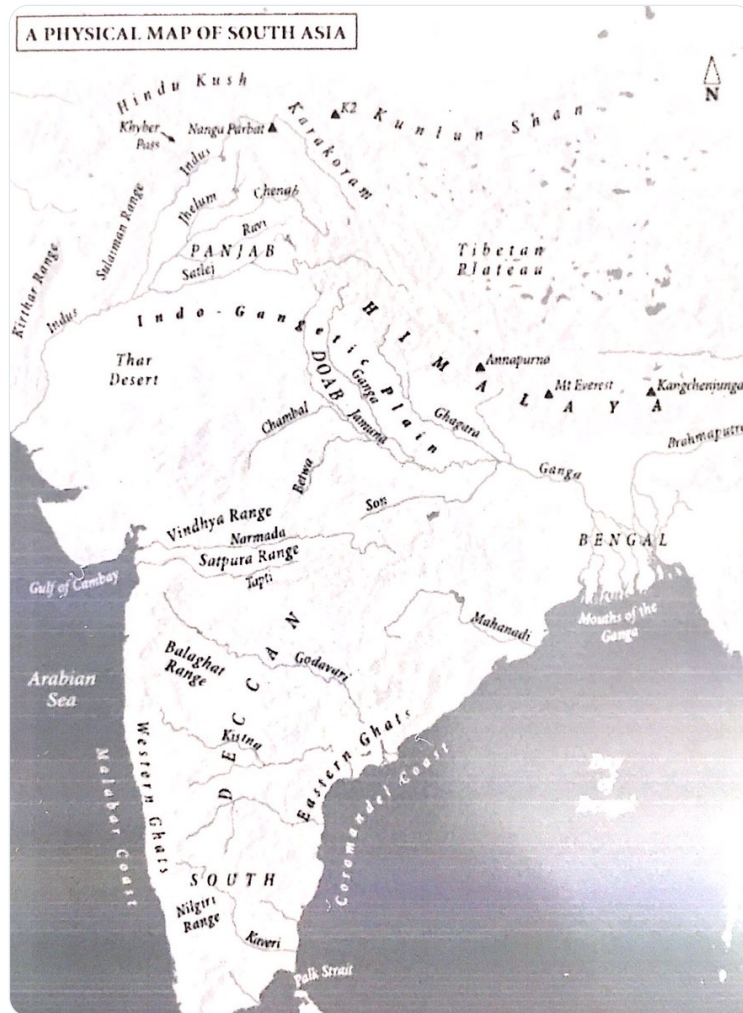 A PHYSICAL MAP OF SOUTH ASIA
N
Hindu Kush
K2
Kunlun Shan
Khyber
Pass
Nanga Parbat
Karakoram
Indus
Jhelum
Chenab
Ravi
PANJAB
Sutlej
Sulaiman Range
Kirthar Range
Indus
Tibetan
Plateau
Indo-Gangetic Plain
HIMALAYA
Thar
Desert
DOAB
Ganga
Jamuna
Annapurna
Mt Everest
Kangchenjunga
Chambal
Ghagara
Betwa
Brahmaputra
Ganga
Son
Vindhya Range
Narmada
Satpura Range
Tapti
BENGAL
Gulf of Cambay
Mouths of the
Ganga
Mahanadi
DECCAN
Balaghat
Range
Godavari
Arabian
Sea
Kistna
Western Ghats
Eastern Ghats
Malabar Coast
Coromandel Coast
Bay
of
Bengal
SOUTH
Nilgiri
Range
Kaveri
Palk Strait